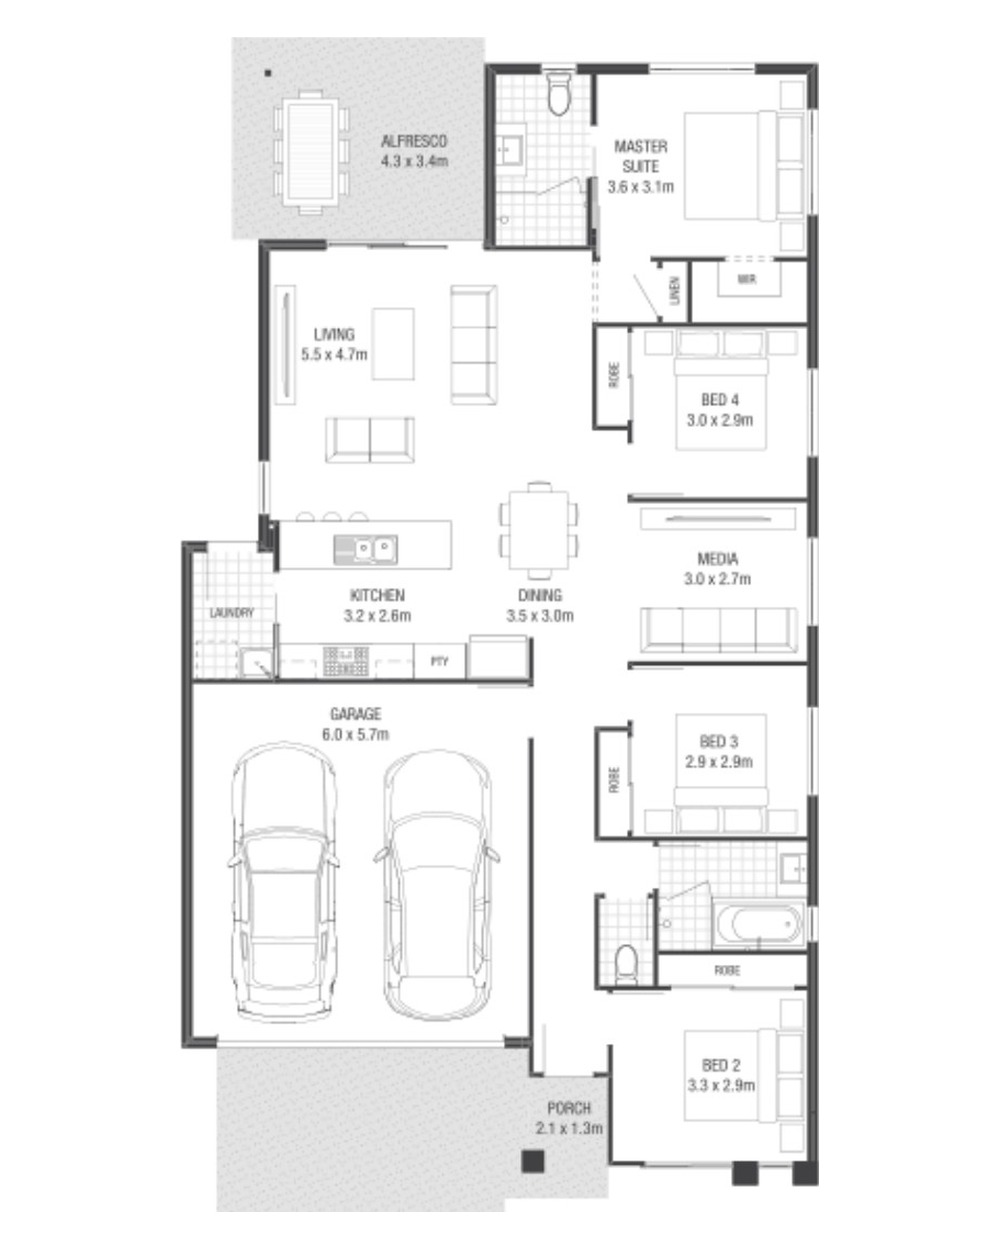 ALFRESCO
4.3 x 3.4m
MASTER
SUITE
3.6 x 3.1m
WIR
LINEN
LIVING
5.5 x 4.7m
ROBE
BED 4
3.0 x 2.9m
MEDIA
3.0 x 2.7m
KITCHEN
3.2 x 2.6m
DINING
3.5 x 3.0m
LAUNDRY
PTY
GARAGE
6.0 x 5.7m
BED 3
2.9 x 2.9m
ROBE
ROBE
BED 2
3.3 x 2.9m
PORCH
2.1 x 1.3m